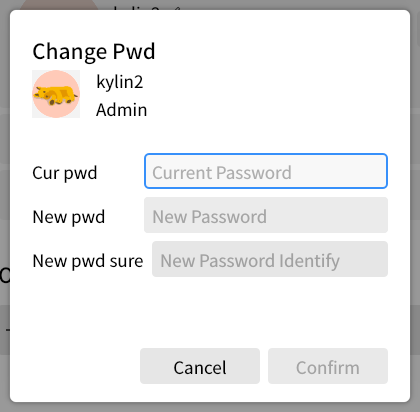 Change Pwd
kylin2
Admin
Cur pwd Current Password
New pwd New Password
New pwd sure New Password Identify
Cancel Confirm